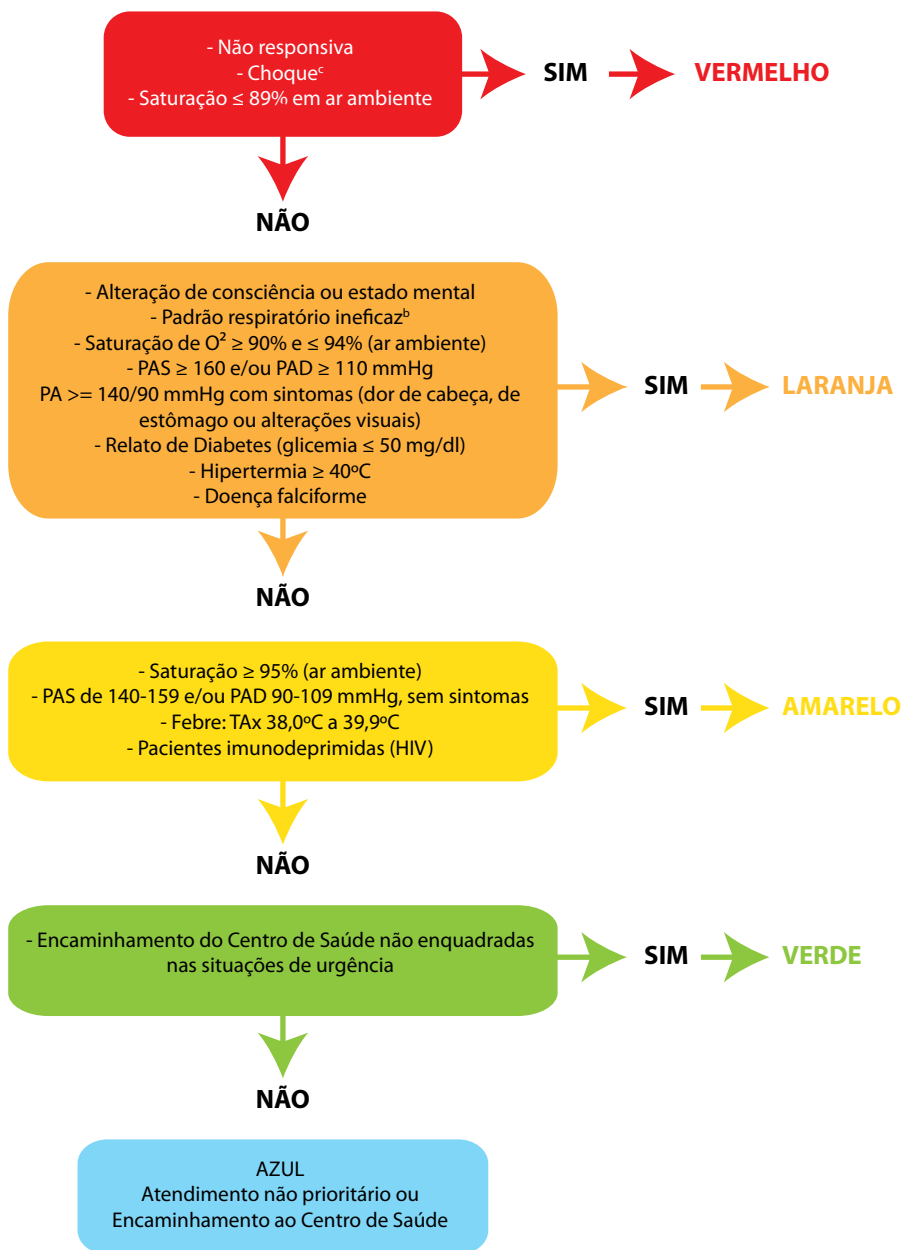 - Não responsiva
- Choqueᶜ
- Saturação ≤ 89% em ar ambiente
SIM
VERMELHO
NÃO
- Alteração de consciência ou estado mental
- Padrão respiratório ineficazᵇ
- Saturação de O² ≥ 90% e ≤ 94% (ar ambiente)
- PAS ≥ 160 e/ou PAD ≥ 110 mmHg
PA >= 140/90 mmHg com sintomas (dor de cabeça, de
estômago ou alterações visuais)
- Relato de Diabetes (glicemia ≤ 50 mg/dl)
- Hipertermia ≥ 40ºC
- Doença falciforme
SIM
LARANJA
NÃO
- Saturação ≥ 95% (ar ambiente)
- PAS de 140-159 e/ou PAD 90-109 mmHg, sem sintomas
- Febre: TAx 38,0ºC a 39,9ºC
- Pacientes imunodeprimidas (HIV)
SIM
AMARELO
NÃO
- Encaminhamento do Centro de Saúde não enquadradas
nas situações de urgência
SIM
VERDE
NÃO
AZUL
Atendimento não prioritário ou
Encaminhamento ao Centro de Saúde